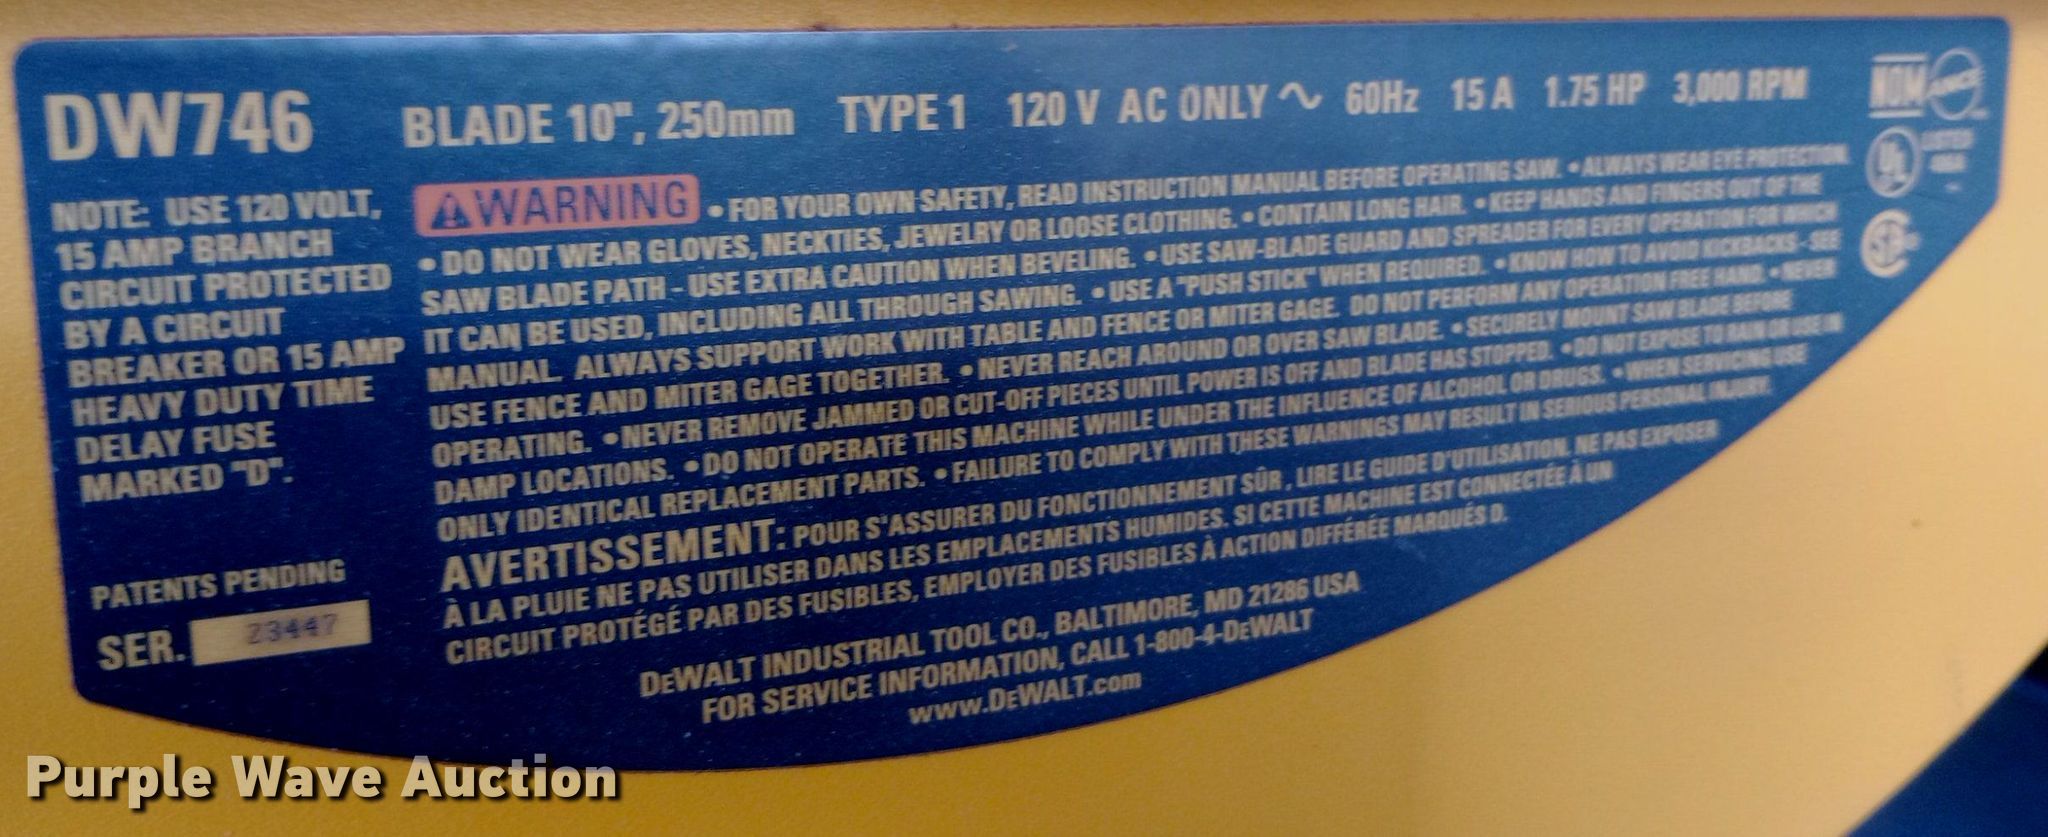 DW746
BLADE 10", 250mm TYPE 1 120 V AC ONLY ~ 60Hz 15 A 1.75 HP 3,000 RPM
NOM ANCE
UL LISTED
NOTE: USE 120 VOLT,
15 AMP BRANCH
CIRCUIT PROTECTED
BY A CIRCUIT
BREAKER OR 15 AMP
HEAVY DUTY TIME
DELAY FUSE
MARKED "D".
PATENTS PENDING
SER. 23447
WARNING • FOR YOUR OWN SAFETY, READ INSTRUCTION MANUAL BEFORE OPERATING SAW. • ALWAYS WEAR EYE PROTECTION.
• DO NOT WEAR GLOVES, NECKTIES, JEWELRY OR LOOSE CLOTHING. • CONTAIN LONG HAIR. • KEEP HANDS AND FINGERS OUT OF THE
SAW BLADE PATH - USE EXTRA CAUTION WHEN BEVELING. • USE SAW-BLADE GUARD AND SPREADER FOR EVERY OPERATION FOR WHICH
IT CAN BE USED, INCLUDING ALL THROUGH SAWING. • USE A "PUSH STICK" WHEN REQUIRED. • KNOW HOW TO AVOID KICKBACKS - SEE
MANUAL. ALWAYS SUPPORT WORK WITH TABLE AND FENCE OR MITER GAGE. DO NOT PERFORM ANY OPERATION FREE HAND. • NEVER
USE FENCE AND MITER GAGE TOGETHER. • NEVER REACH AROUND OR OVER SAW BLADE. • SECURELY MOUNT SAW BLADE BEFORE
OPERATING. • NEVER REMOVE JAMMED OR CUT-OFF PIECES UNTIL POWER IS OFF AND BLADE HAS STOPPED. • DO NOT EXPOSE TO RAIN OR USE IN
DAMP LOCATIONS. • DO NOT OPERATE THIS MACHINE WHILE UNDER THE INFLUENCE OF ALCOHOL OR DRUGS. • WHEN SERVICING USE
ONLY IDENTICAL REPLACEMENT PARTS. • FAILURE TO COMPLY WITH THESE WARNINGS MAY RESULT IN SERIOUS PERSONAL INJURY.
AVERTISSEMENT: POUR S'ASSURER DU FONCTIONNEMENT SÛR, LIRE LE GUIDE D'UTILISATION. NE PAS EXPOSER
À LA PLUIE NE PAS UTILISER DANS LES EMPLACEMENTS HUMIDES. SI CETTE MACHINE EST CONNECTÉE À UN
CIRCUIT PROTÉGÉ PAR DES FUSIBLES, EMPLOYER DES FUSIBLES À ACTION DIFFÉRÉE MARQUÉS D.
DEWALT INDUSTRIAL TOOL CO., BALTIMORE, MD 21286 USA
FOR SERVICE INFORMATION, CALL 1-800-4-DEWALT
www.DEWALT.com
Purple Wave Auction